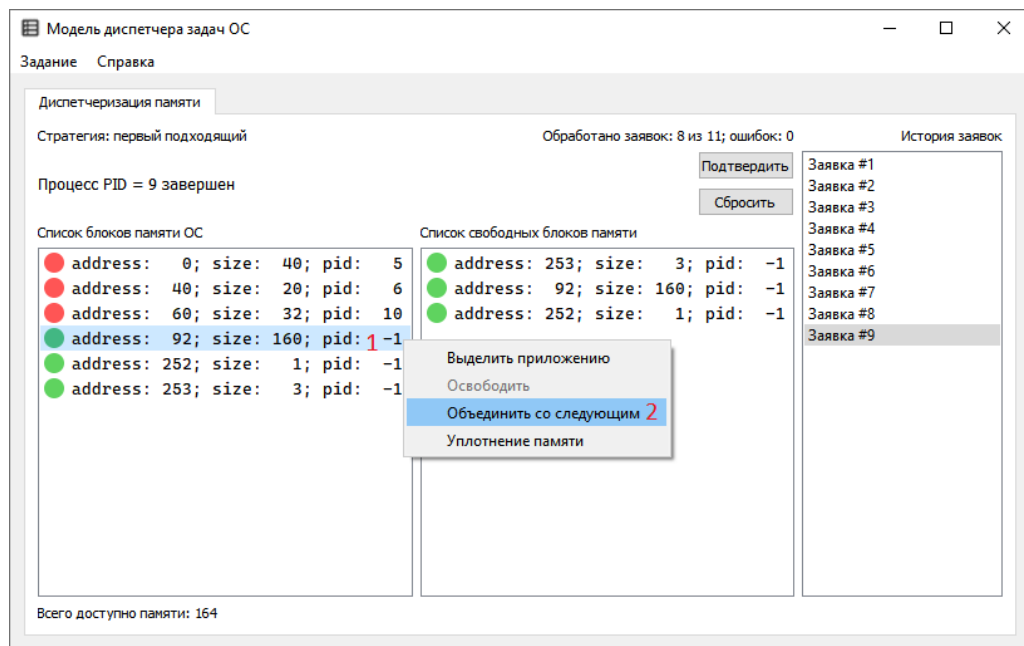 Модель диспетчера задач ОС
Задание Справка
Диспетчеризация памяти
Стратегия: первый подходящий Обработано заявок: 8 из 11; ошибок: 0 История заявок
Подтвердить
Процесс PID = 9 завершен
Сбросить
Список блоков памяти ОС
address: 0; size: 40; pid: 5
address: 40; size: 20; pid: 6
address: 60; size: 32; pid: 10
address: 92; size: 160; pid: 1 -1
address: 252; size: 1; pid: -1
address: 253; size: 3; pid: -1
Список свободных блоков памяти
address: 253; size: 3; pid: -1
address: 92; size: 160; pid: -1
address: 252; size: 1; pid: -1
Выделить приложению
Освободить
Объединить со следующим 2
Уплотнение памяти
Заявка #1
Заявка #2
Заявка #3
Заявка #4
Заявка #5
Заявка #6
Заявка #7
Заявка #8
Заявка #9
Всего доступно памяти: 164